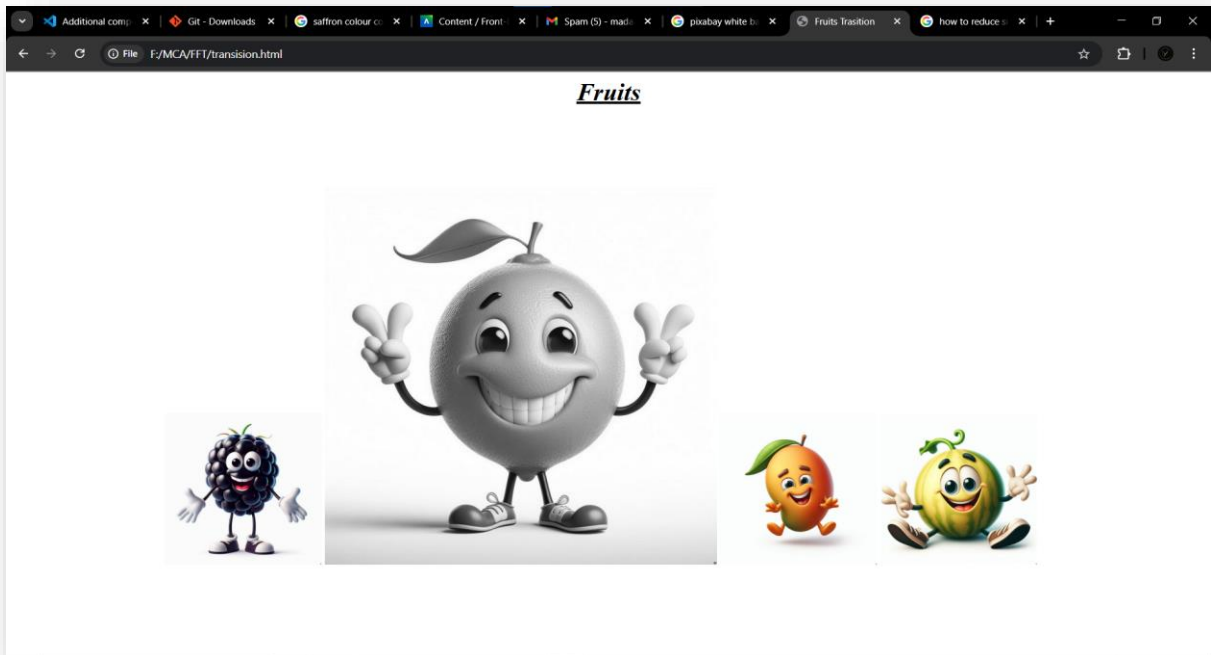 Additional comp
Git - Downloads
saffron colour co
Content / Front-
Spam (5) - mada
pixabay white b
Fruits Trasition
how to reduce s
File F:/MCA/FFT/transision.html
Fruits